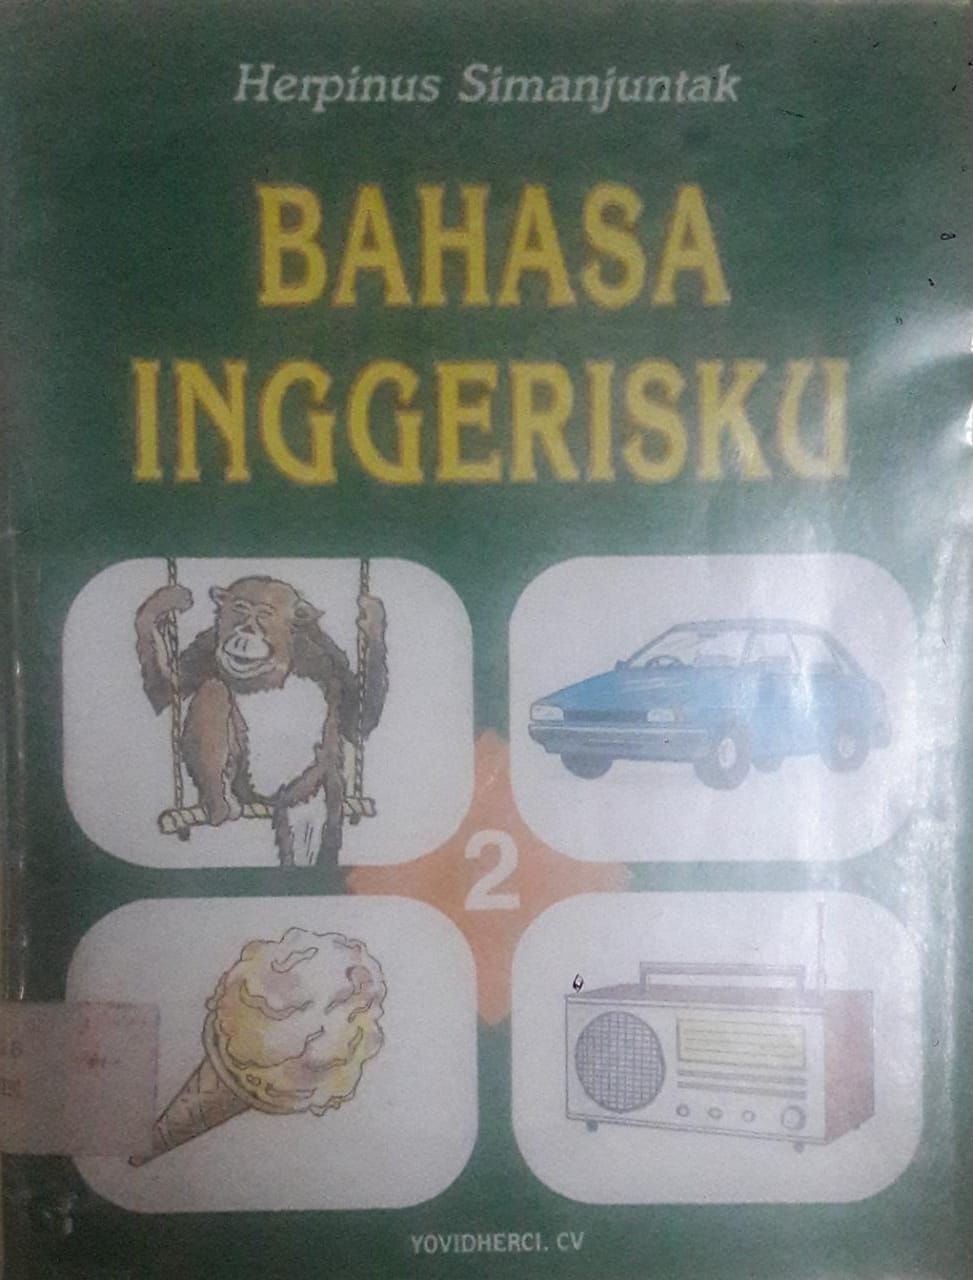 Herpinus Simanjuntak
BAHASA
INGGERISKU
2
YOVIDHERCI. CV